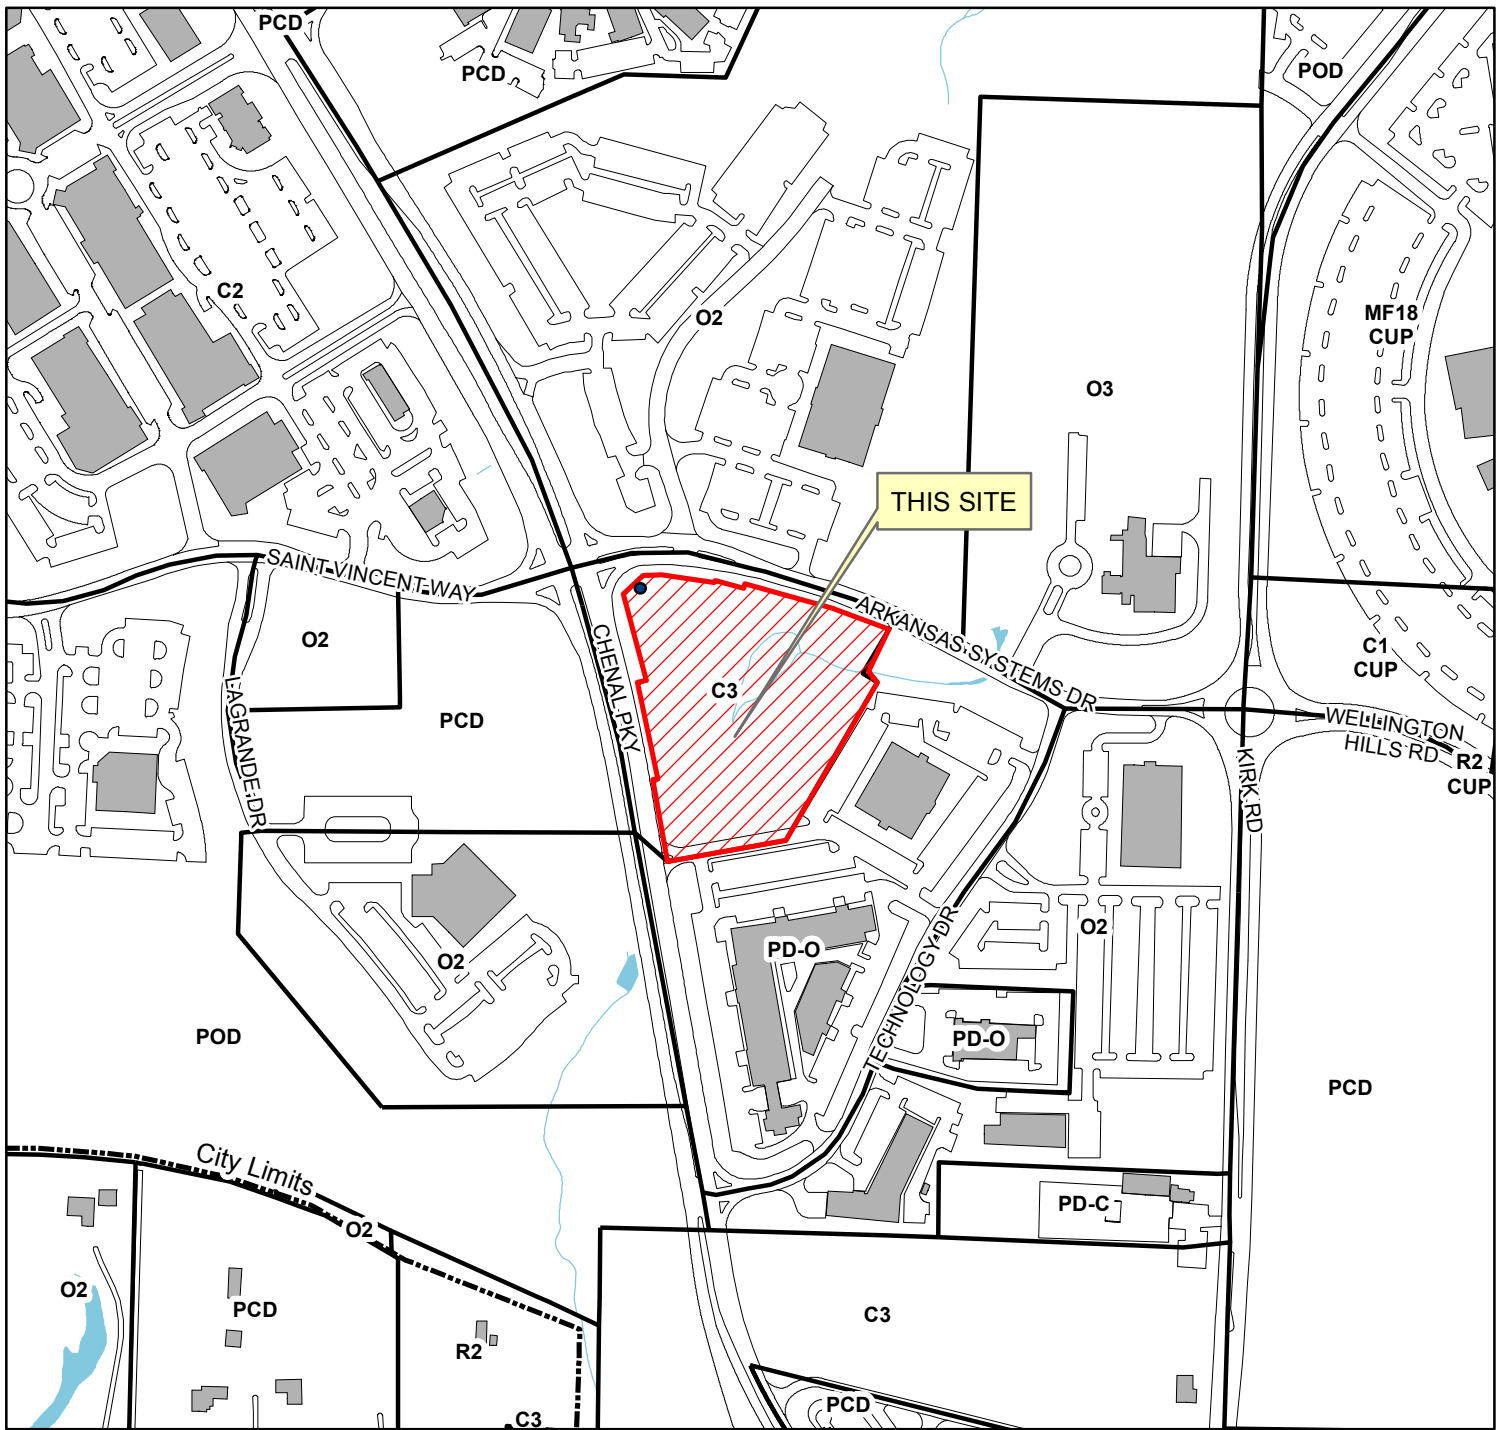 PCD
PCD
POD
C2
O2
MF18
CUP
O3
THIS SITE
SAINT VINCENT WAY
ARKANSAS SYSTEMS DR
O2
CHENAL PKY
C3
C1
CUP
LAGRANDE DR
PCD
WELLINGTON
HILLS RD
R2
CUP
KIRK RD
O2
PD-O
TECHNOLOGY DR
O2
PD-O
POD
PCD
City Limits
O2
PD-C
O2
PCD
C3
R2
PCD
C3